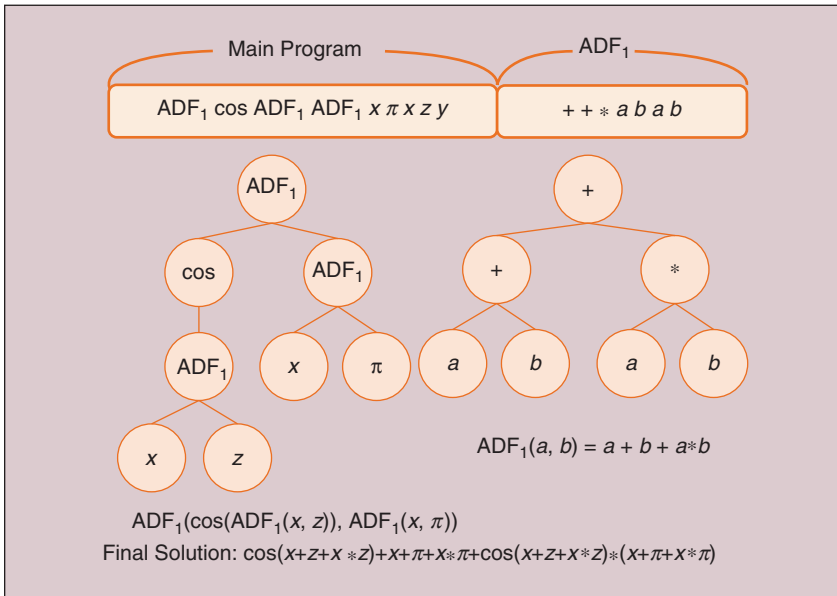 Main Program
ADF₁
ADF₁ cos ADF₁ ADF₁ x π x z y
+ + * a b a b
ADF₁
+
cos
ADF₁
+
*
ADF₁
x
π
a
b
a
b
x
z
ADF₁(a, b) = a + b + a*b
ADF₁(cos(ADF₁(x, z)), ADF₁(x, π))
Final Solution: cos(x+z+x*z)+x+π+x*π+cos(x+z+x*z)*(x+π+x*π)